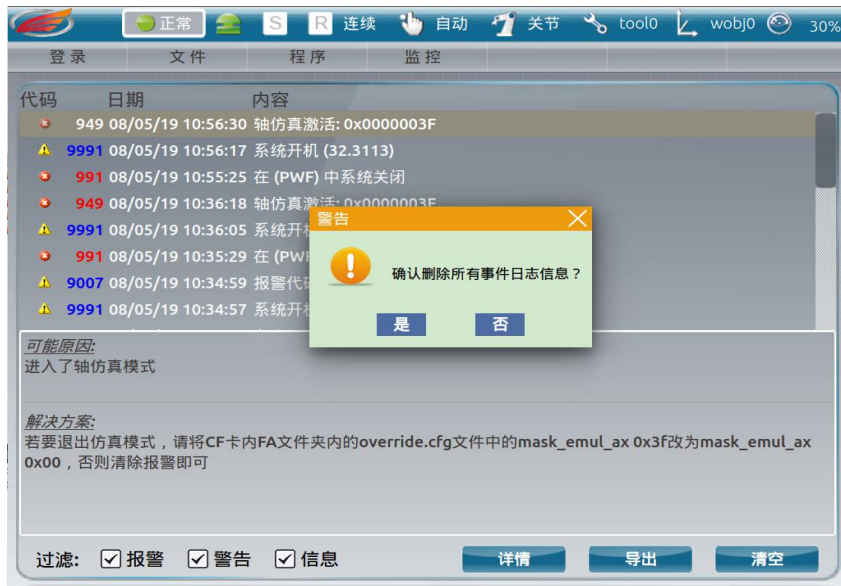 正常 S R 连续 自动 关节 tool0 wobj0 30%
登录 文件 程序 监控
代码 日期 内容
949 08/05/19 10:56:30 轴仿真激活: 0x0000003F
9991 08/05/19 10:56:17 系统开机 (32.3113)
991 08/05/19 10:55:25 在 (PWF) 中系统关闭
949 08/05/19 10:36:18 轴仿真激活: 0x0000003F
9991 08/05/19 10:36:05 系统开
991 08/05/19 10:35:29 在 (PW
9007 08/05/19 10:34:59 报警代
9991 08/05/19 10:34:57 系统开
警告
确认删除所有事件日志信息？
是 否
可能原因:
进入了轴仿真模式
解决方案:
若要退出仿真模式，请将CF卡内FA文件夹内的override.cfg文件中的mask_emul_ax 0x3f改为mask_emul_ax
0x00，否则清除报警即可
过滤: 报警 警告 信息 详情 导出 清空